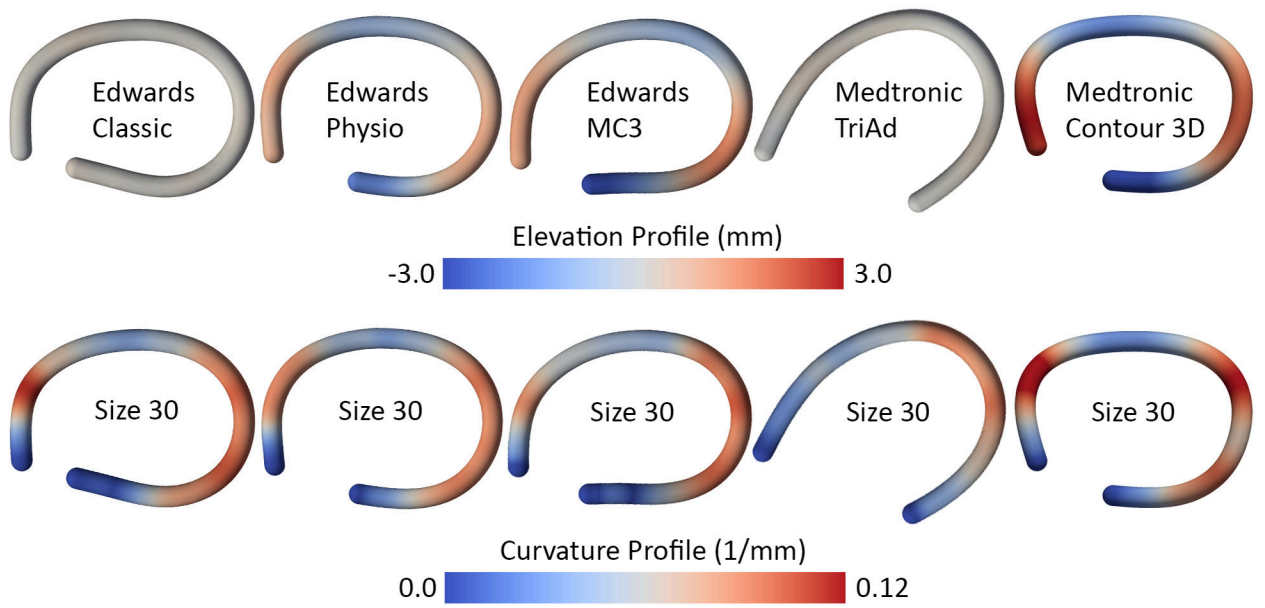 Edwards
Classic
Edwards
Physio
Edwards
MC3
Medtronic
TriAd
Medtronic
Contour 3D
Elevation Profile (mm)
-3.0
3.0
Size 30
Size 30
Size 30
Size 30
Size 30
Curvature Profile (1/mm)
0.0
0.12